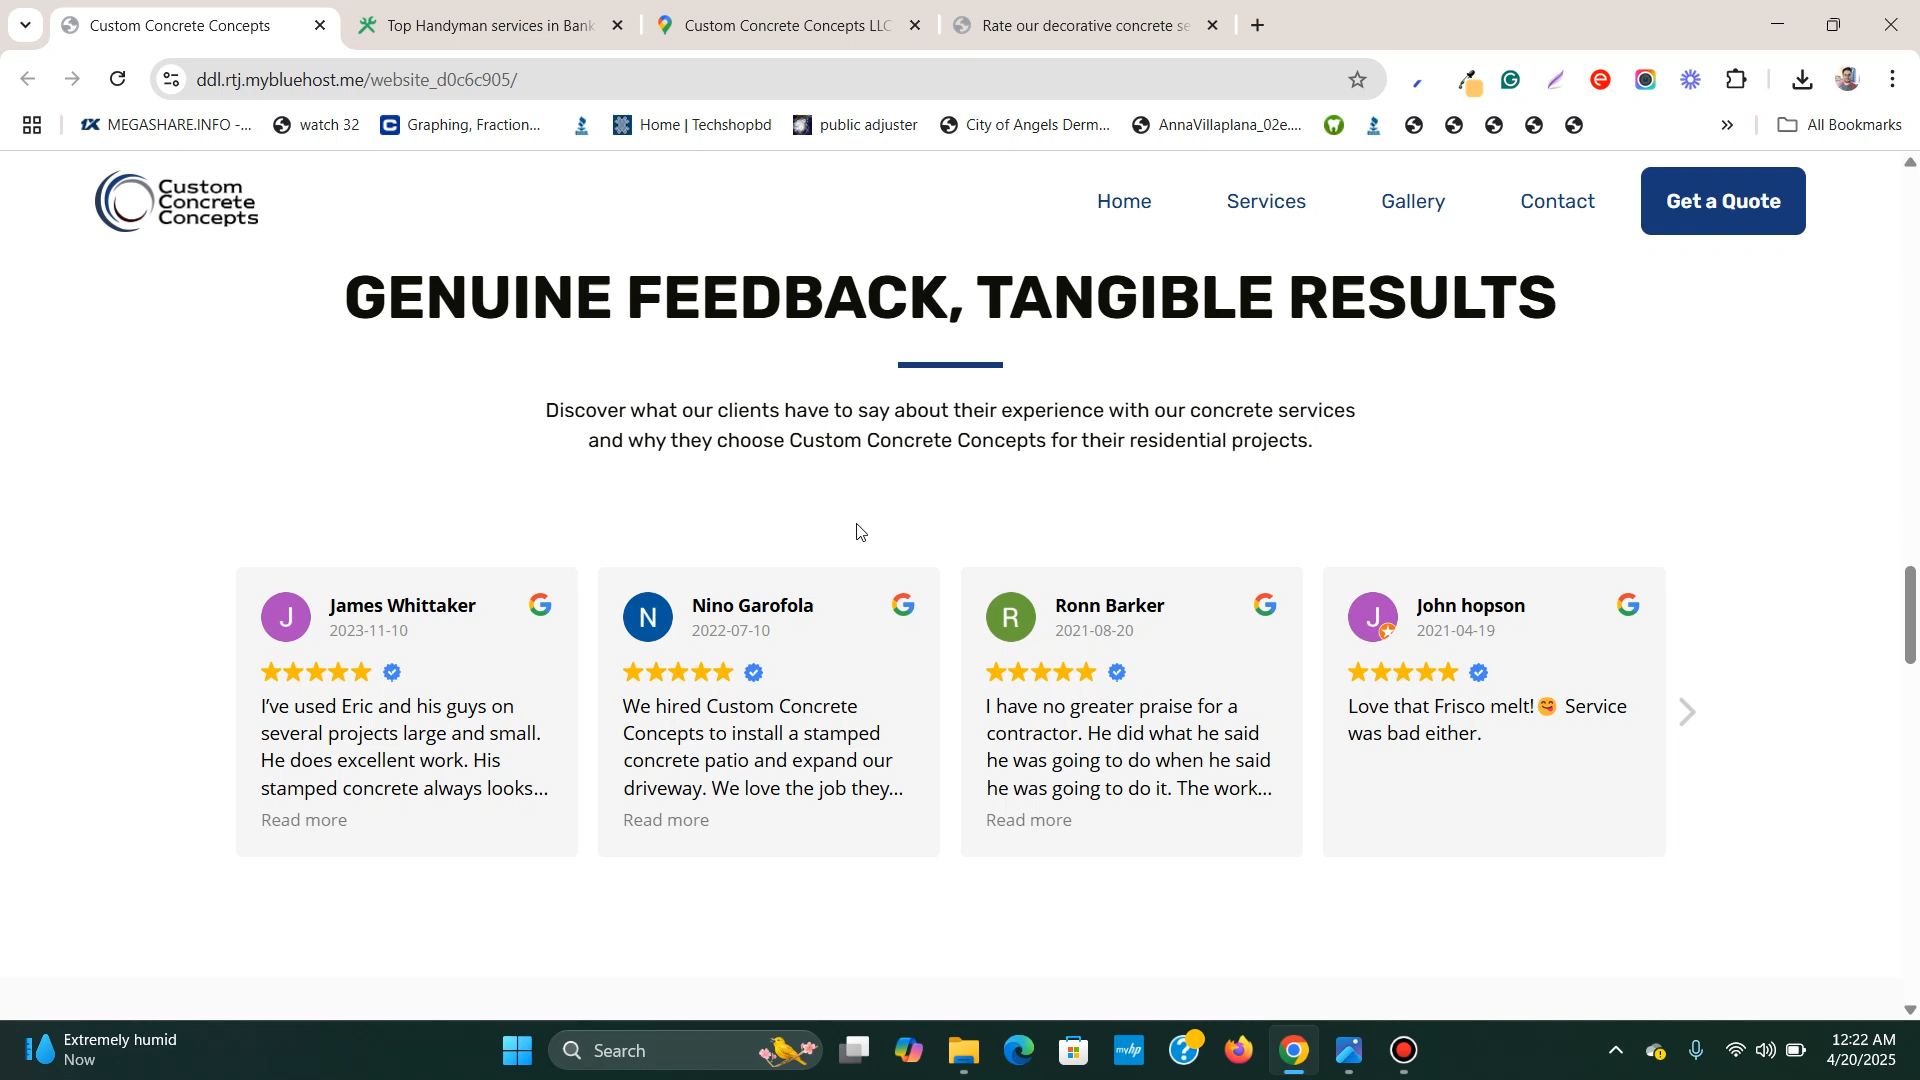 Custom Concrete Concepts
Top Handyman services in Bank
Custom Concrete Concepts LLC
Rate our decorative concrete se
ddl.rtj.mybluehost.me/website_d0c6c905/
MEGASHARE.INFO -...
watch 32
Graphing, Fraction...
Home | Techshopbd
public adjuster
City of Angels Derm...
AnnaVillaplana_02e....
All Bookmarks
Custom
Concrete
Concepts
Home
Services
Gallery
Contact
Get a Quote
GENUINE FEEDBACK, TANGIBLE RESULTS
Discover what our clients have to say about their experience with our concrete services
and why they choose Custom Concrete Concepts for their residential projects.
J
James Whittaker
2023-11-10
I've used Eric and his guys on
several projects large and small.
He does excellent work. His
stamped concrete always looks...
Read more
N
Nino Garofola
2022-07-10
We hired Custom Concrete
Concepts to install a stamped
concrete patio and expand our
driveway. We love the job they...
Read more
R
Ronn Barker
2021-08-20
I have no greater praise for a
contractor. He did what he said
he was going to do when he said
he was going to do it. The work...
Read more
J
John hopson
2021-04-19
Love that Frisco melt!😋 Service
was bad either.
Extremely humid
Now
Search
myhp
12:22 AM
4/20/2025